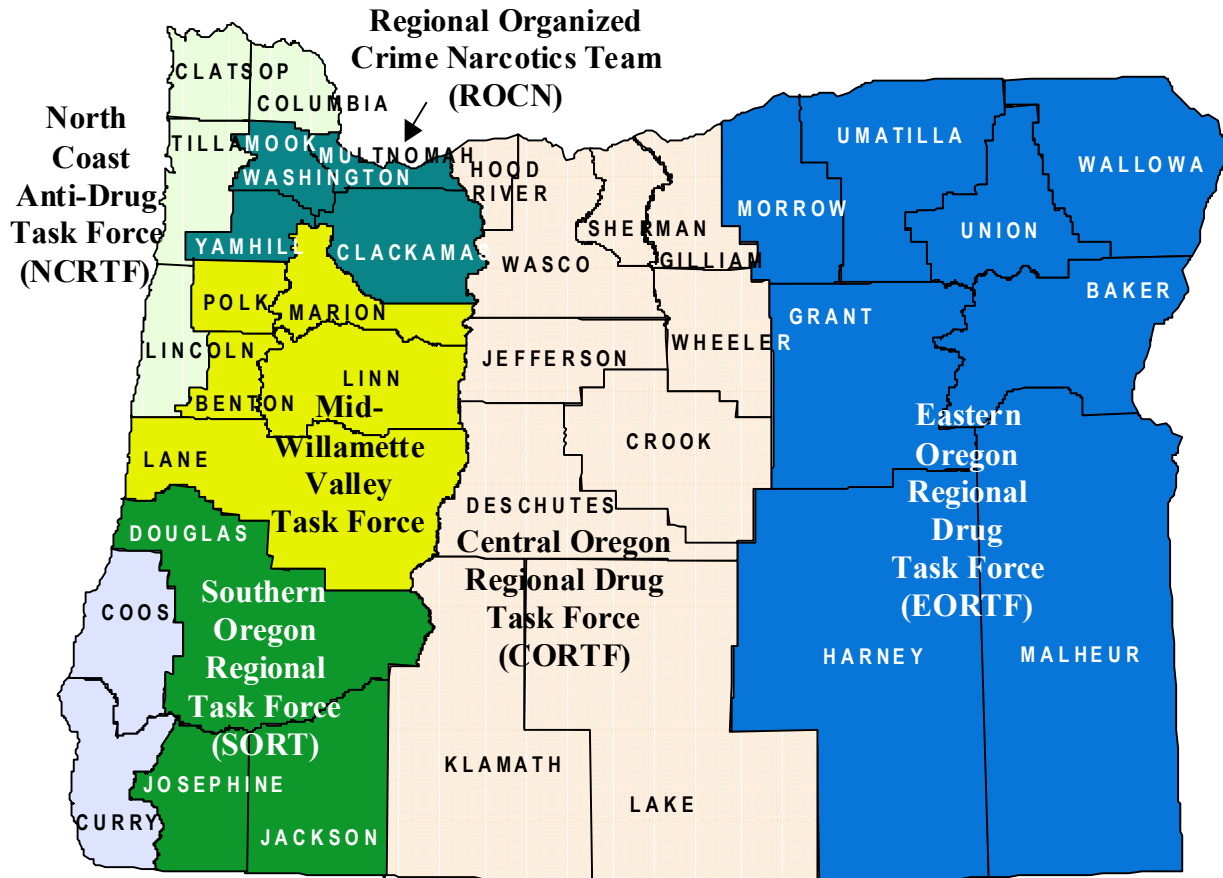 Regional Organized
Crime Narcotics Team
(ROCN)
North
Coast
Anti-Drug
Task Force
(NCRTF)
CLATSOP
COLUMBIA
TILLAMOOK
MULTNOMAH
WASHINGTON
HOOD
RIVER
UMATILLA
WALLOWA
MORROW
SHERMAN
UNION
YAMHILL
CLACKAMAS
WASCO
GILLIAM
POLK
MARION
BAKER
GRANT
LINCOLN
JEFFERSON
WHEELER
LINN
BENTON
Mid-
Willamette
Valley
Task Force
CROOK
Eastern
Oregon
Regional
Drug
Task Force
(EORTF)
LANE
DESCHUTES
DOUGLAS
Central Oregon
Regional Drug
Task Force
(CORTF)
COOS
Southern
Oregon
Regional
Task Force
(SORT)
HARNEY
MALHEUR
KLAMATH
JOSEPHINE
LAKE
CURRY
JACKSON